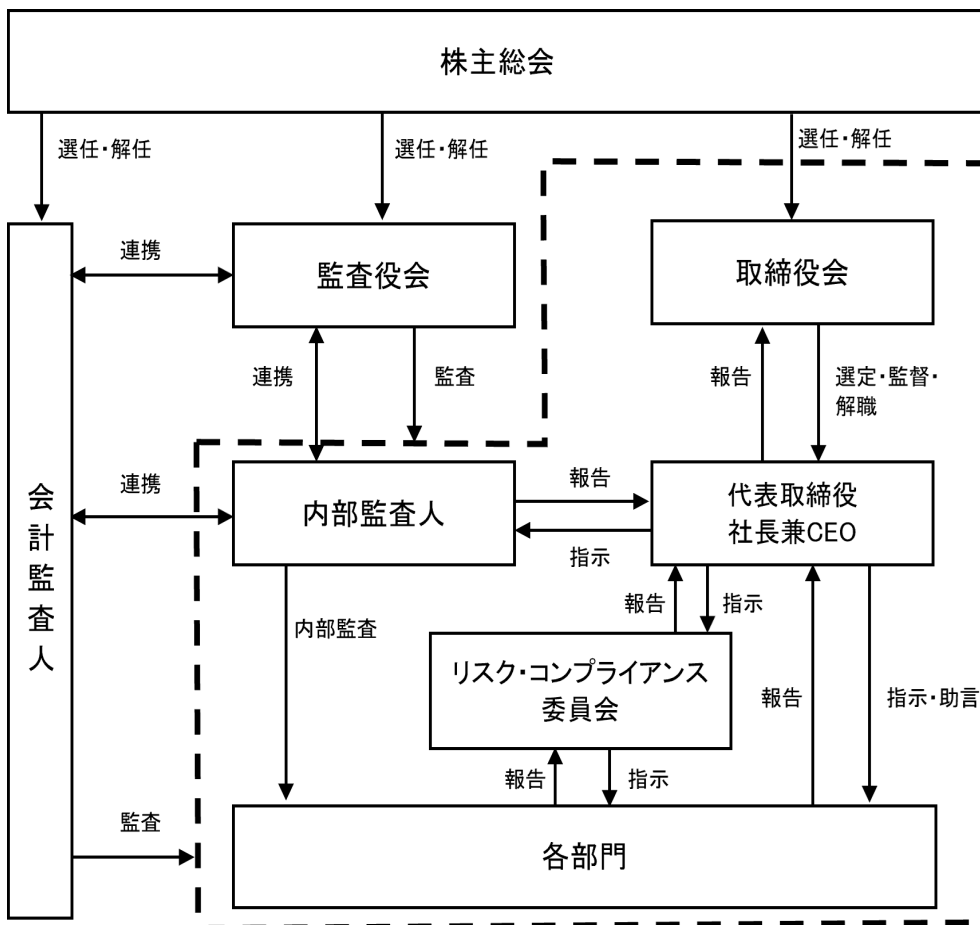 株主総会
選任・解任
選任・解任
選任・解任
連携
監査役会
取締役会
連携
監査
報告
選定・監督・
解職
会計監査人
連携
内部監査人
報告
指示
代表取締役
社長兼CEO
内部監査
報告
指示
リスク・コンプライアンス
委員会
報告
指示・助言
報告
指示
監査
各部門